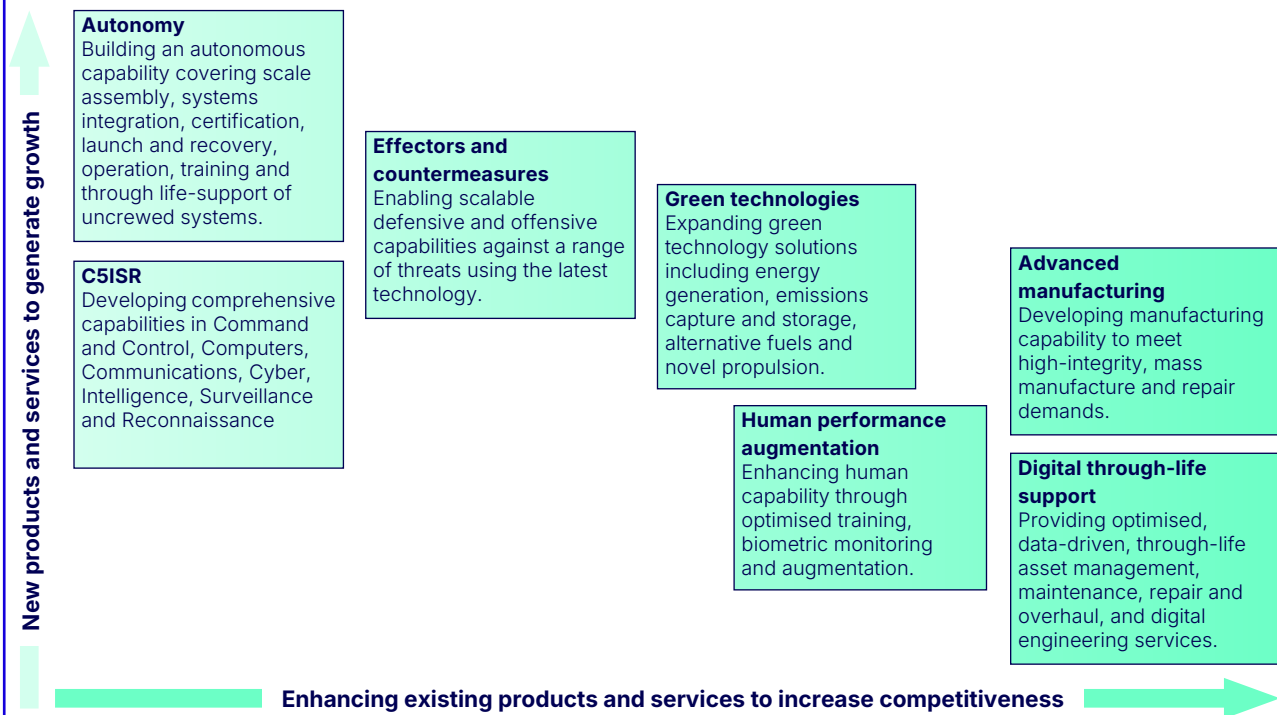 New products and services to generate growth
Autonomy
Building an autonomous
capability covering scale
assembly, systems
integration, certification,
launch and recovery,
operation, training and
through life-support of
uncrewed systems.
C5ISR
Developing comprehensive
capabilities in Command
and Control, Computers,
Communications, Cyber,
Intelligence, Surveillance
and Reconnaissance
Effectors and
countermeasures
Enabling scalable
defensive and offensive
capabilities against a range
of threats using the latest
technology.
Green technologies
Expanding green
technology solutions
including energy
generation, emissions
capture and storage,
alternative fuels and
novel propulsion.
Human performance
augmentation
Enhancing human
capability through
optimised training,
biometric monitoring
and augmentation.
Advanced
manufacturing
Developing manufacturing
capability to meet
high-integrity, mass
manufacture and repair
demands.
Digital through-life
support
Providing optimised,
data-driven, through-life
asset management,
maintenance, repair and
overhaul, and digital
engineering services.
Enhancing existing products and services to increase competitiveness